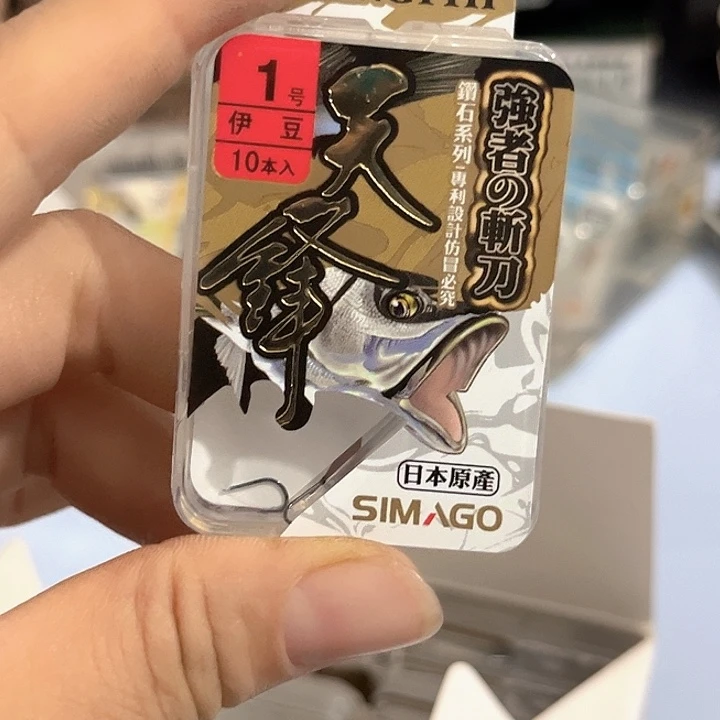 1号
伊豆
10本入
天鋒
強者の斬刀
鑽石系列-專利設計仿冒必究
日本原產
SIMAGO